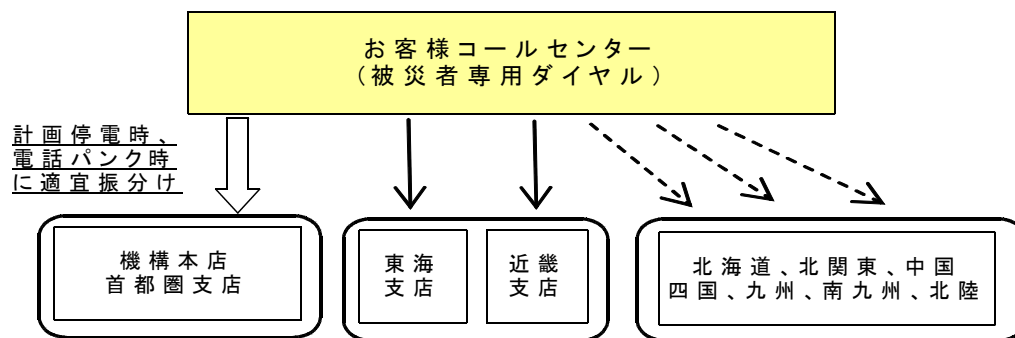 お客様コールセンター
(被災者専用ダイヤル)
計画停電時、
電話パンク時
に適宜振分け
機構本店
首都圏支店
東海
支店
近畿
支店
北海道、北関東、中国
四国、九州、南九州、北陸